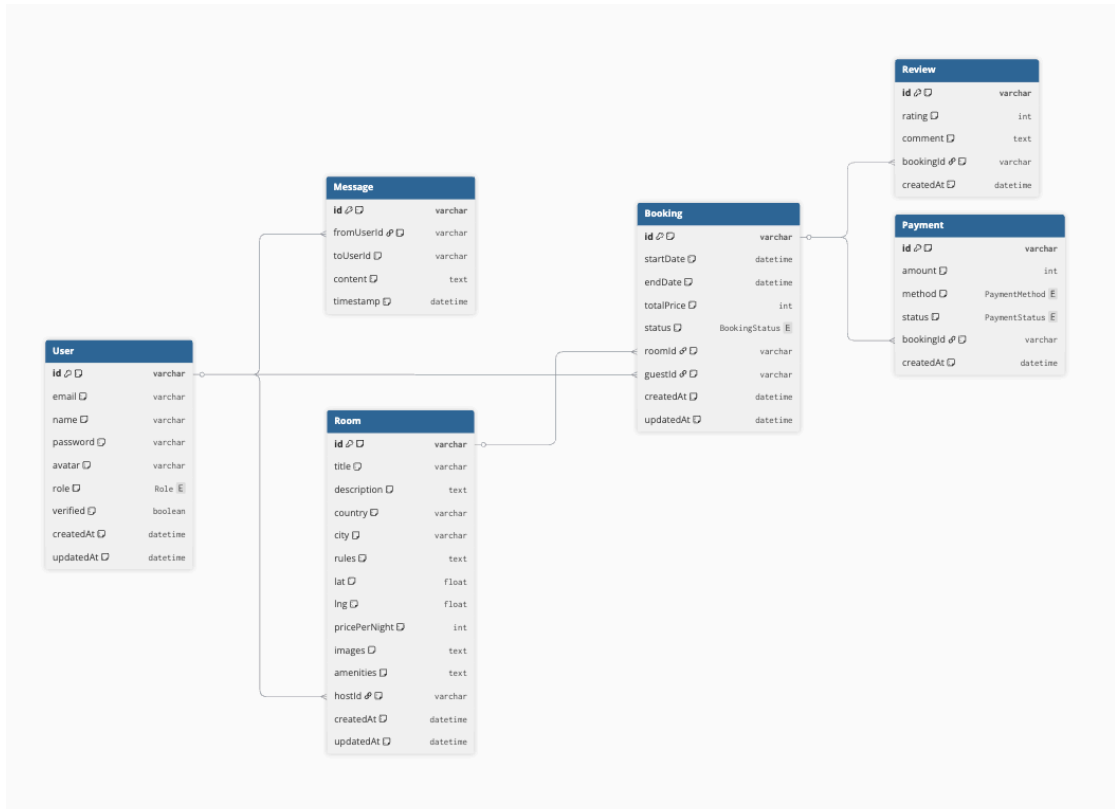 User
id varchar
email varchar
name varchar
password varchar
avatar varchar
role Role E
verified boolean
createdAt datetime
updatedAt datetime
Message
id varchar
fromUserId varchar
toUserId varchar
content text
timestamp datetime
Room
id varchar
title varchar
description text
country varchar
city varchar
rules text
lat float
lng float
pricePerNight int
images text
amenities text
hostId varchar
createdAt datetime
updatedAt datetime
Booking
id varchar
startDate datetime
endDate datetime
totalPrice int
status BookingStatus E
roomId varchar
guestId varchar
createdAt datetime
updatedAt datetime
Review
id varchar
rating int
comment text
bookingId varchar
createdAt datetime
Payment
id varchar
amount int
method PaymentMethod E
status PaymentStatus E
bookingId varchar
createdAt datetime